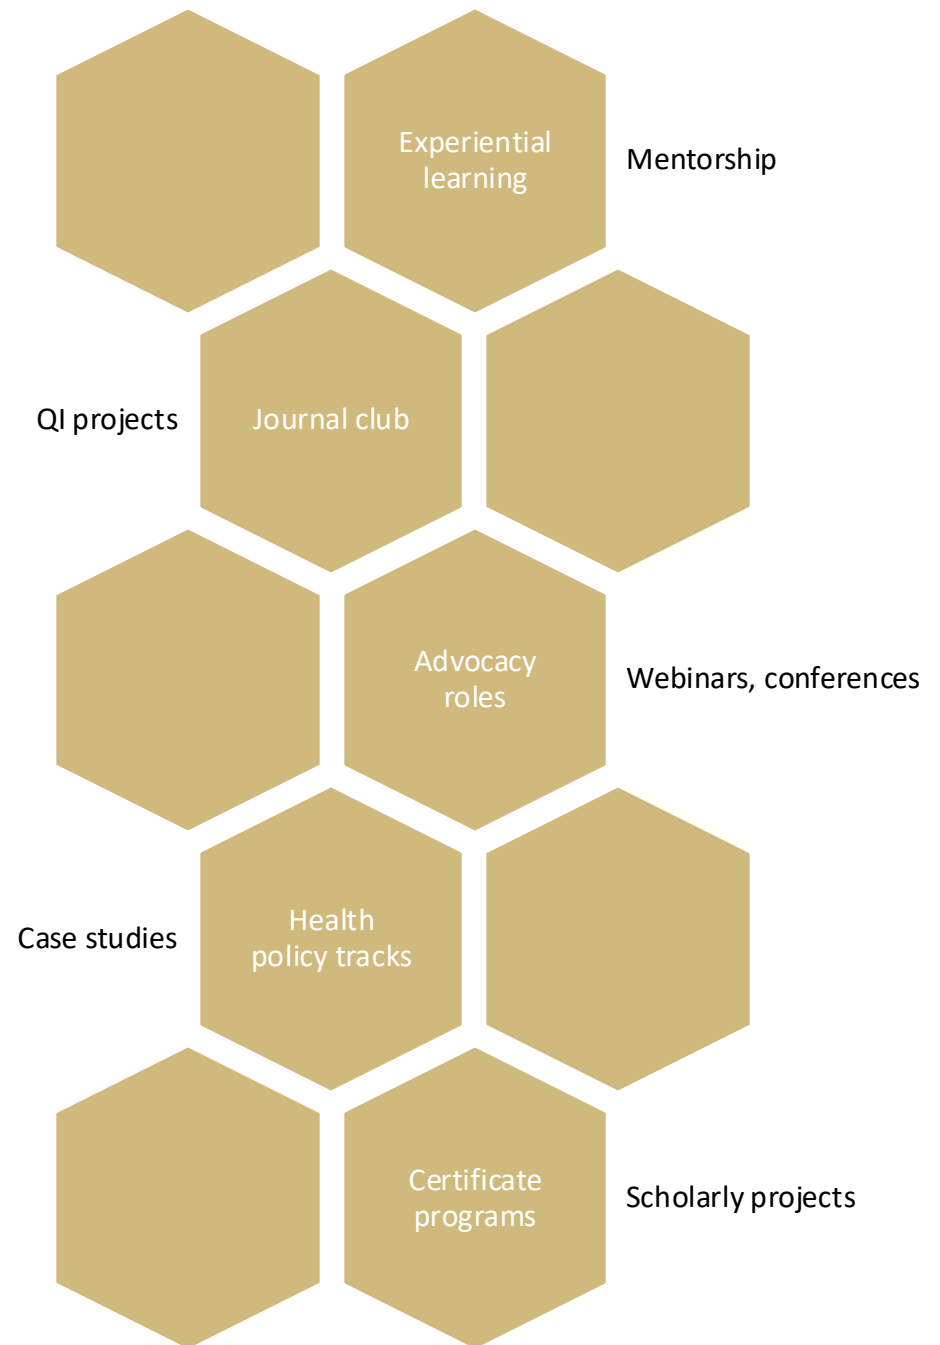 Experiential
learning
Mentorship
QI projects
Journal club
Advocacy
roles
Webinars, conferences
Case studies
Health
policy tracks
Certificate
programs
Scholarly projects